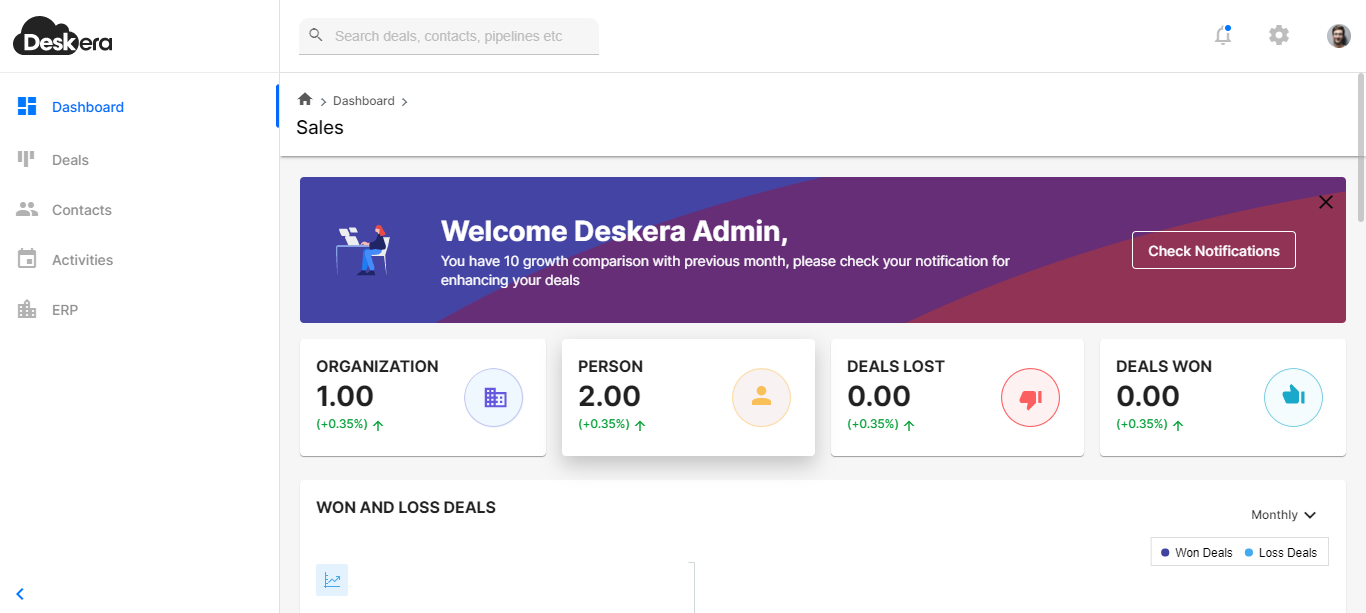 Deskera
Search deals, contacts, pipelines etc
Dashboard
Deals
Contacts
Activities
ERP
Dashboard
Sales
Welcome Deskera Admin,
You have 10 growth comparison with previous month, please check your notification for
enhancing your deals
Check Notifications
ORGANIZATION
1.00
(+0.35%)
PERSON
2.00
(+0.35%)
DEALS LOST
0.00
(+0.35%)
DEALS WON
0.00
(+0.35%)
WON AND LOSS DEALS
Monthly
Won Deals Loss Deals